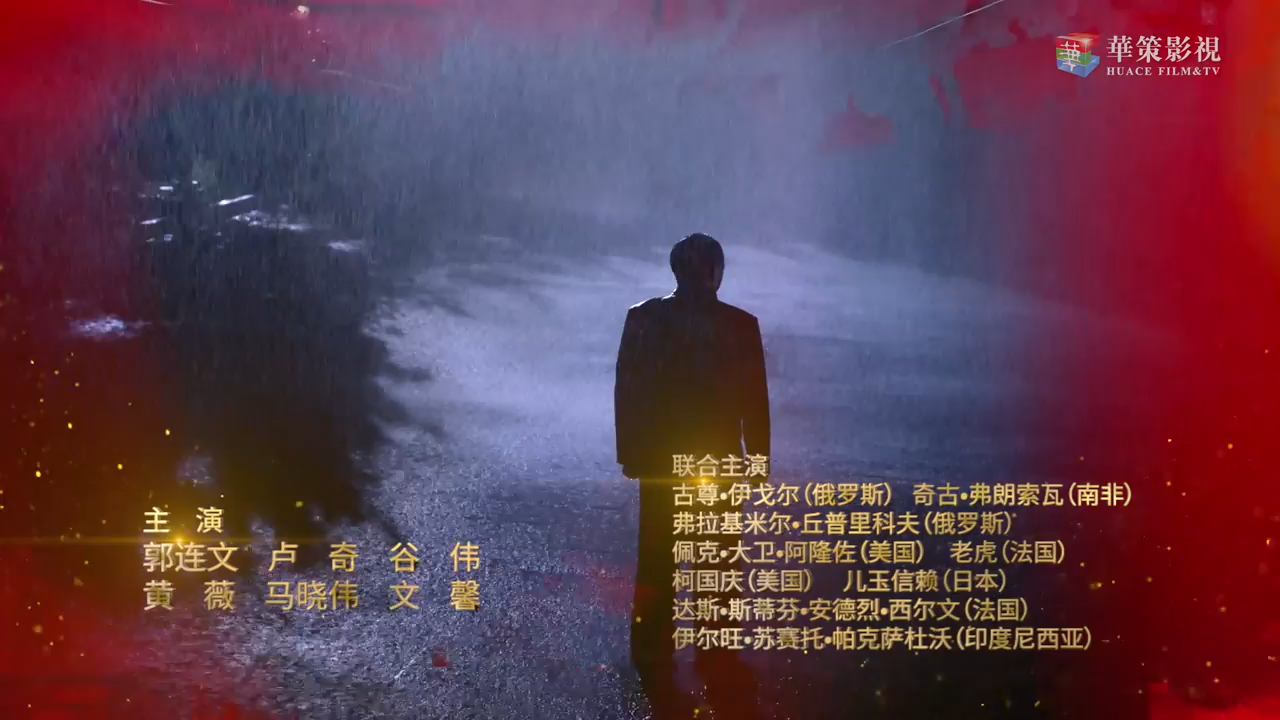 華策影視
HUACE FILM&TV
主 演
郭连文 卢奇 谷伟
黄薇 马晓伟 文馨
联合主演
古尊•伊戈尔(俄罗斯) 奇古•弗朗索瓦(南非)
弗拉基米尔•丘普里科夫(俄罗斯)
佩克•大卫•阿隆佐(美国) 老虎(法国)
柯国庆(美国) 儿玉信赖(日本)
达斯•斯蒂芬•安德烈•西尔文(法国)
伊尔旺•苏赛托•帕克萨杜沃(印度尼西亚)